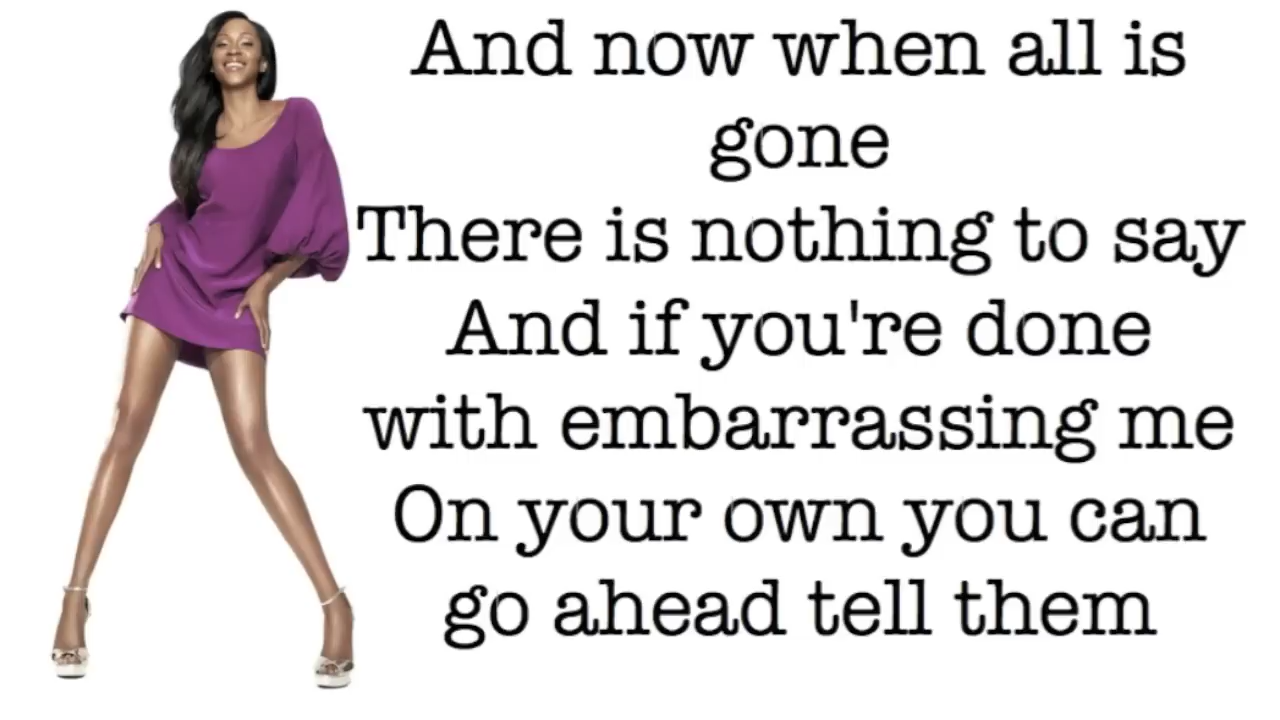 And now when all is
gone
There is nothing to say
And if you're done
with embarrassing me
On your own you can
go ahead tell them